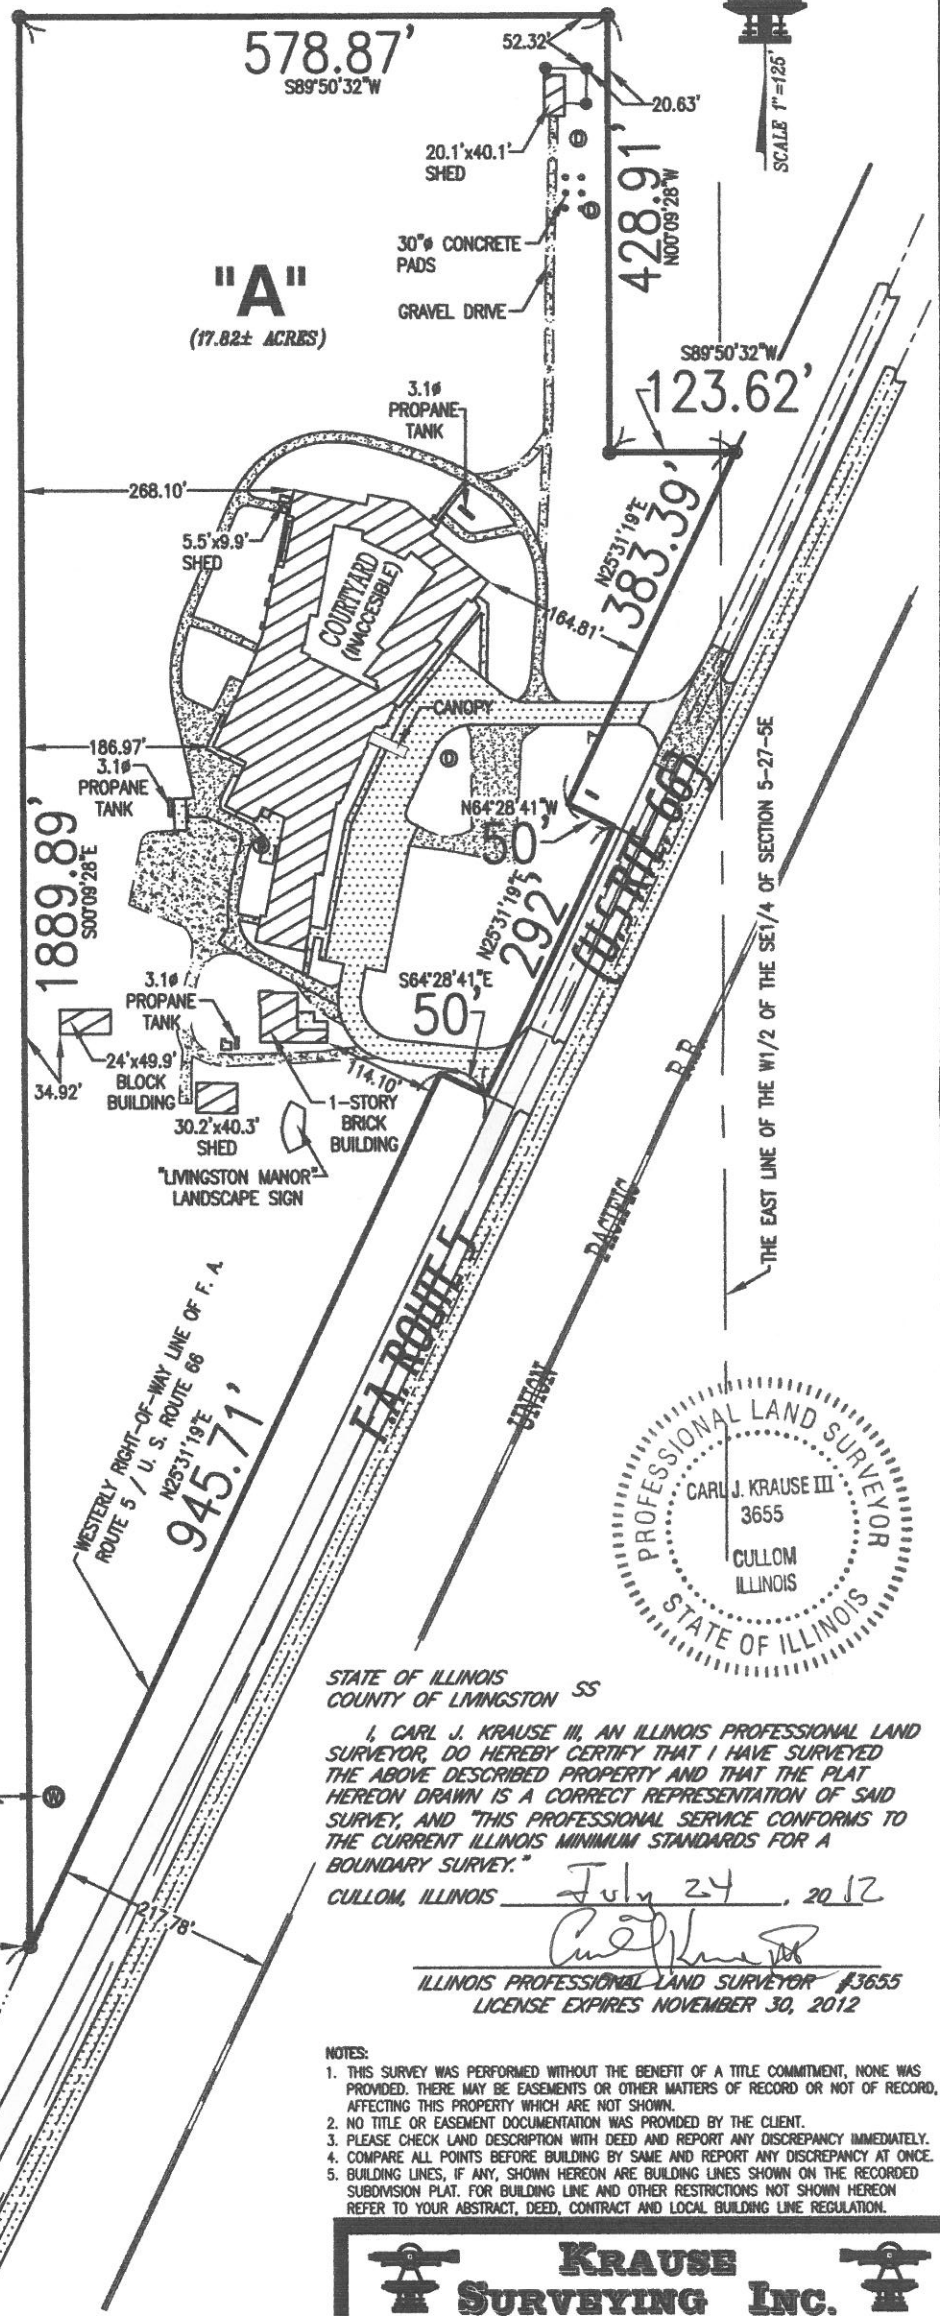 578.87'
S89°50'32"W
52.32'
20.63'
SCALE 1"=125'
20.1'x40.1'
SHED
428.91'
N00°09'28"W
30"ø CONCRETE
PADS
GRAVEL DRIVE
D
D
"A"
(17.82± ACRES)
S89°50'32"W
123.62'
3.1ø
PROPANE
TANK
268.10'
5.5'x9.9'
SHED
COURTYARD
(INACCESIBLE)
N25°31'19"E
383.39'
164.81'
CANOPY
186.97'
3.1ø
PROPANE
TANK
D
N64°28'41"W
50'
(U.S RTE 66)
THE EAST LINE OF THE W1/2 OF THE SE1/4 OF SECTION 5-27-5E
1889.89'
S00°09'28"E
N25°31'19"E
292'
S64°28'41"E
50'
3.1ø
PROPANE
TANK
24'x49.9'
BLOCK
BUILDING
34.92'
114.10'
30.2'x40.3'
SHED
1-STORY
BRICK
BUILDING
"LIVINGSTON MANOR"
LANDSCAPE SIGN
F.A. ROUTE 5
UNION PACIFIC R.R.
WESTERLY RIGHT-OF-WAY LINE OF F. A.
ROUTE 5 / U. S. ROUTE 66
N25°31'19"E
945.71'
PROFESSIONAL LAND SURVEYOR
CARL J. KRAUSE III
3655
CULLOM
ILLINOIS
STATE OF ILLINOIS
W
217.78'
STATE OF ILLINOIS
COUNTY OF LIVINGSTON SS
I, CARL J. KRAUSE III, AN ILLINOIS PROFESSIONAL LAND
SURVEYOR, DO HEREBY CERTIFY THAT I HAVE SURVEYED
THE ABOVE DESCRIBED PROPERTY AND THAT THE PLAT
HEREON DRAWN IS A CORRECT REPRESENTATION OF SAID
SURVEY, AND "THIS PROFESSIONAL SERVICE CONFORMS TO
THE CURRENT ILLINOIS MINIMUM STANDARDS FOR A
BOUNDARY SURVEY."
CULLOM, ILLINOIS July 24, 2012
ILLINOIS PROFESSIONAL LAND SURVEYOR #3655
LICENSE EXPIRES NOVEMBER 30, 2012
NOTES:
1. THIS SURVEY WAS PERFORMED WITHOUT THE BENEFIT OF A TITLE COMMITMENT, NONE WAS
PROVIDED. THERE MAY BE EASEMENTS OR OTHER MATTERS OF RECORD OR NOT OF RECORD,
AFFECTING THIS PROPERTY WHICH ARE NOT SHOWN.
2. NO TITLE OR EASEMENT DOCUMENTATION WAS PROVIDED BY THE CLIENT.
3. PLEASE CHECK LAND DESCRIPTION WITH DEED AND REPORT ANY DISCREPANCY IMMEDIATELY.
4. COMPARE ALL POINTS BEFORE BUILDING BY SAME AND REPORT ANY DISCREPANCY AT ONCE.
5. BUILDING LINES, IF ANY, SHOWN HEREON ARE BUILDING LINES SHOWN ON THE RECORDED
SUBDIVISION PLAT. FOR BUILDING LINE AND OTHER RESTRICTIONS NOT SHOWN HEREON
REFER TO YOUR ABSTRACT, DEED, CONTRACT AND LOCAL BUILDING LINE REGULATION.
KRAUSE
SURVEYING INC.